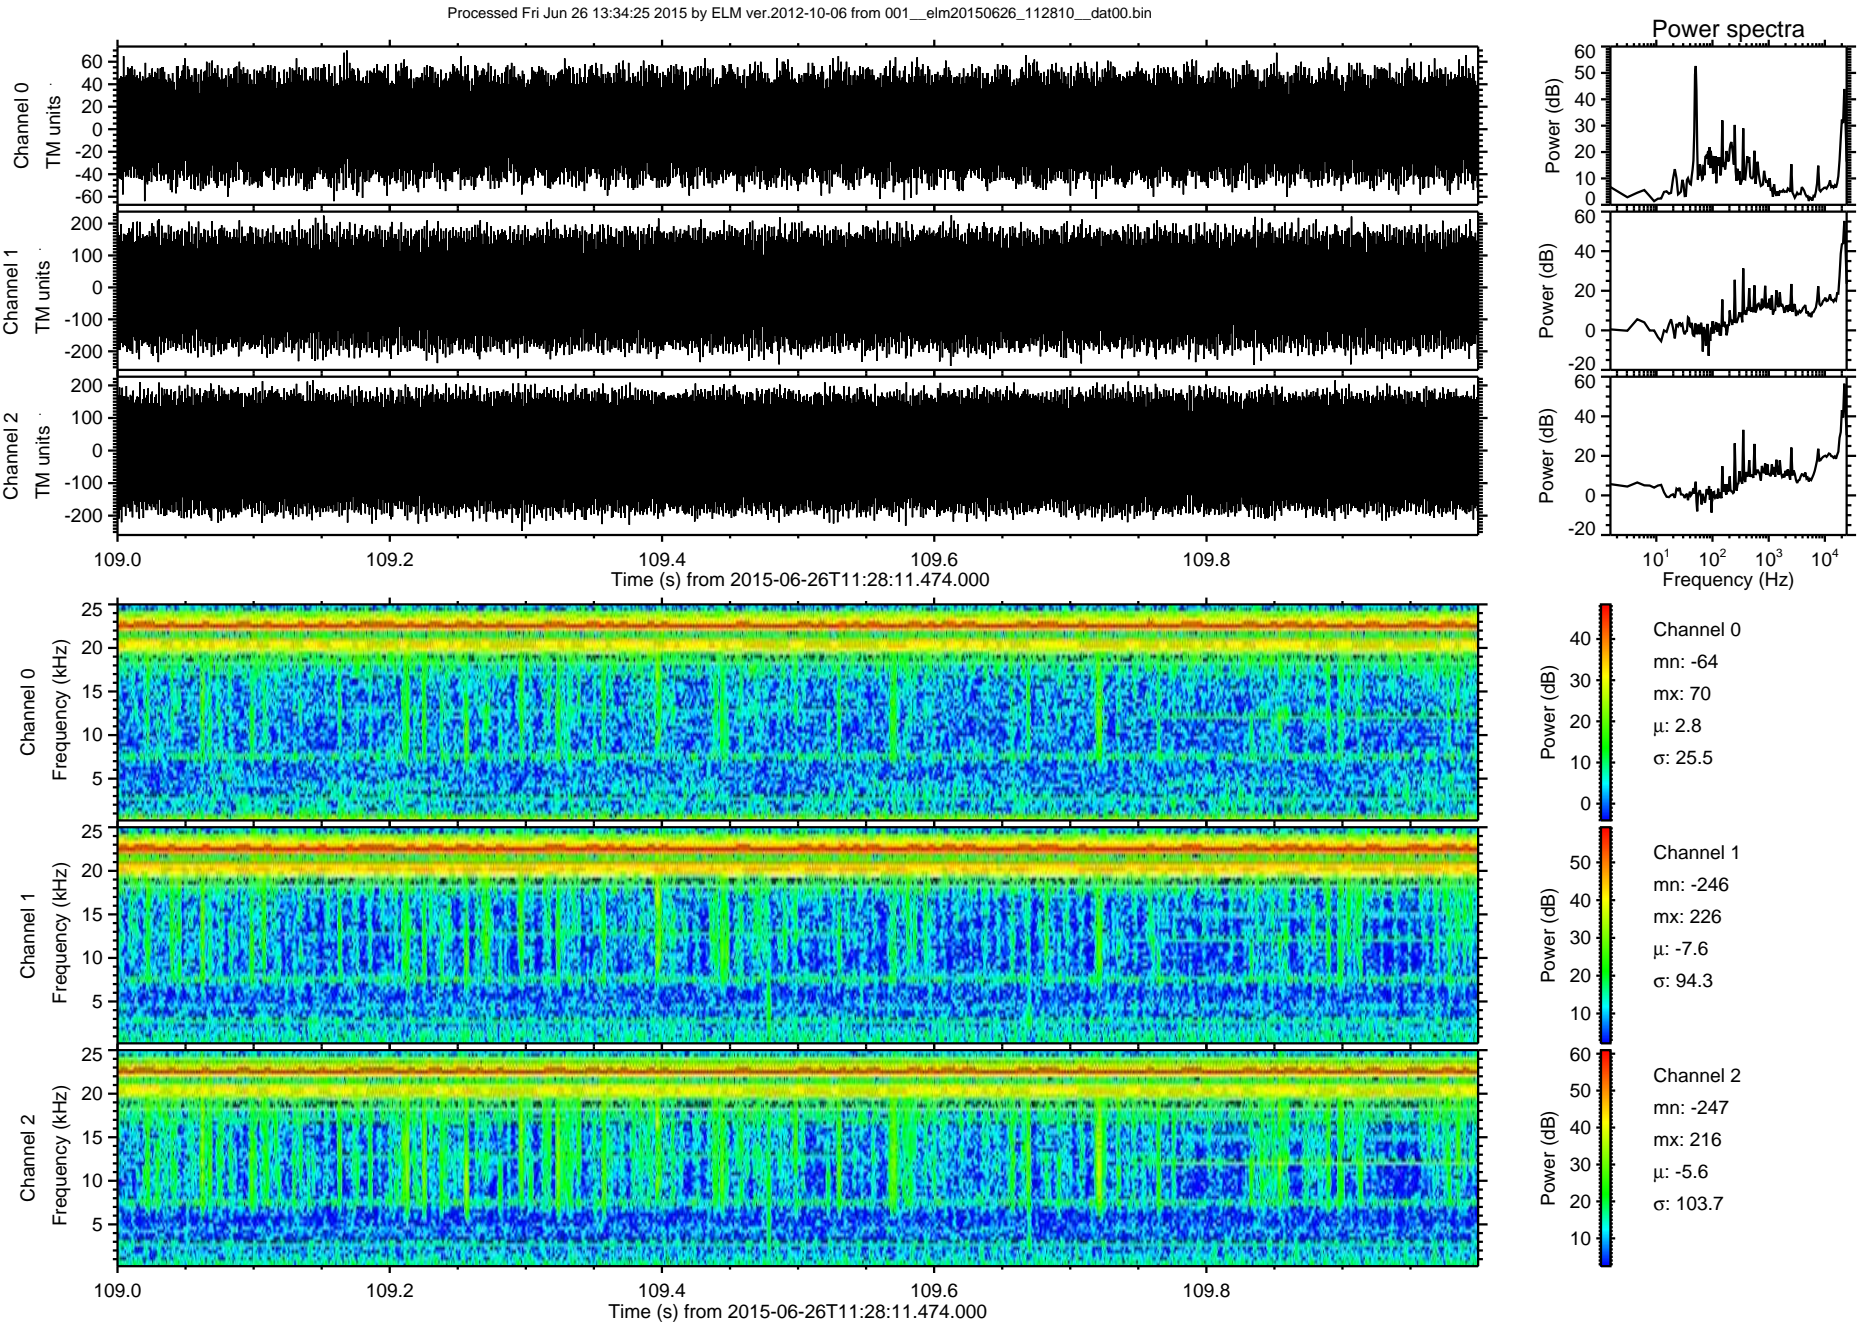 Processed Fri Jun 26 13:34:25 2015 by ELM ver.2012-10-06 from 001__elm20150626_112810__dat00.bin
Power spectra
Channel 0
TM units
60
40
20
0
-20
-40
-60
Power (dB)
60
50
40
30
20
10
0
Channel 1
TM units
200
100
0
-100
-200
Power (dB)
60
40
20
0
-20
Channel 2
TM units
200
100
0
-100
-200
Power (dB)
60
40
20
0
-20
109.0 109.2 109.4 109.6 109.8
Time (s) from 2015-06-26T11:28:11.474.000
10¹ 10² 10³ 10⁴
Frequency (Hz)
Channel 0
Frequency (kHz)
25
20
15
10
5
Power (dB)
40
30
20
10
0
Channel 0
mn: -64
mx: 70
μ: 2.8
σ: 25.5
Channel 1
Frequency (kHz)
25
20
15
10
5
Power (dB)
50
40
30
20
10
Channel 1
mn: -246
mx: 226
μ: -7.6
σ: 94.3
Channel 2
Frequency (kHz)
25
20
15
10
5
Power (dB)
60
50
40
30
20
10
Channel 2
mn: -247
mx: 216
μ: -5.6
σ: 103.7
109.0 109.2 109.4 109.6 109.8
Time (s) from 2015-06-26T11:28:11.474.000